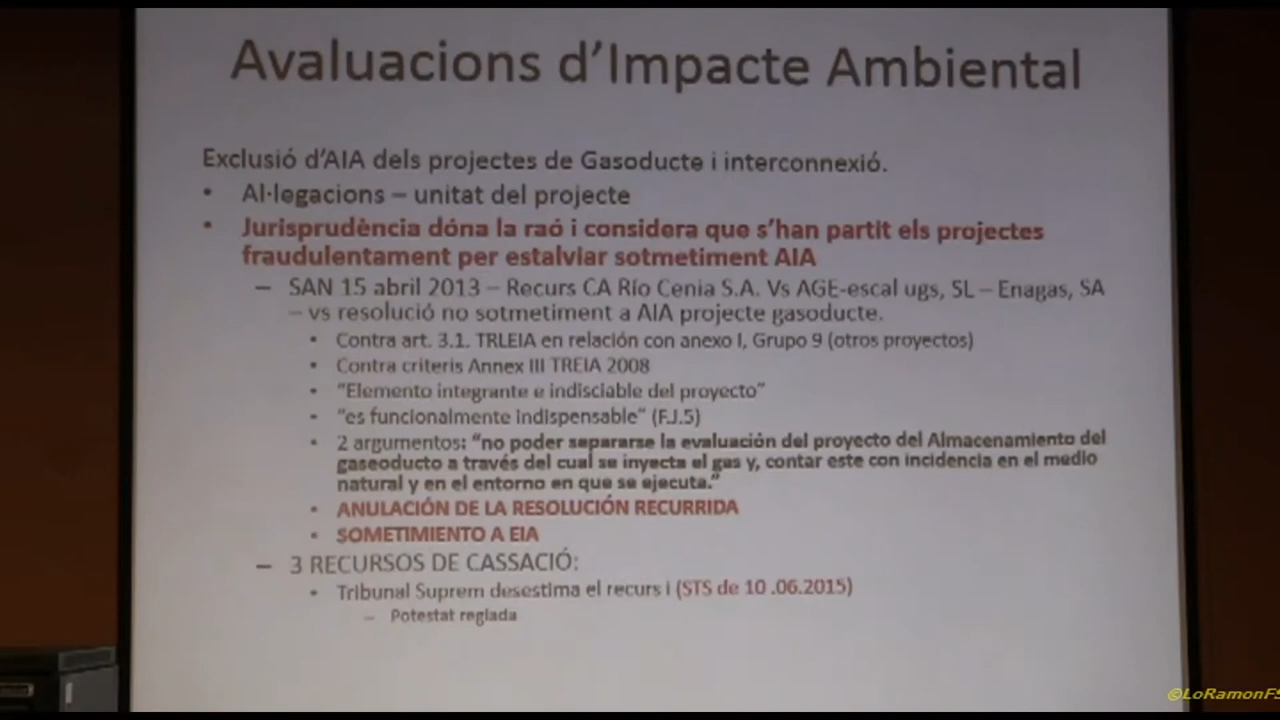 Avaluacions d'Impacte Ambiental
Exclusió d'AIA dels projectes de Gasoducte i interconnexió.
• Al·legacions – unitat del projecte
• Jurisprudència dóna la raó i considera que s'han partit els projectes
fraudulentament per estalviar sotmetiment AIA
– SAN 15 abril 2013 – Recurs CA Río Cenia S.A. Vs AGE-escal ugs, SL – Enagas, SA
– vs resolució no sotmetiment a AIA projecte gasoducte.
• Contra art. 3.1. TRLEIA en relación con anexo I, Grupo 9 (otros proyectos)
• Contra criteris Annex III TREIA 2008
• "Elemento integrante e indisciable del proyecto"
• "es funcionalmente indispensable" (F.J.5)
• 2 argumentos: "no poder separarse la evaluación del proyecto del Almacenamiento del
gaseoducto a través del cual se inyecta el gas y, contar este con incidencia en el medio
natural y en el entorno en que se ejecuta."
• ANULACIÓN DE LA RESOLUCIÓN RECURRIDA
• SOMETIMIENTO A EIA
– 3 RECURSOS DE CASSACIÓ:
• Tribunal Suprem desestima el recurs i (STS de 10 .06.2015)
– Potestat reglada
©LoRamonFS